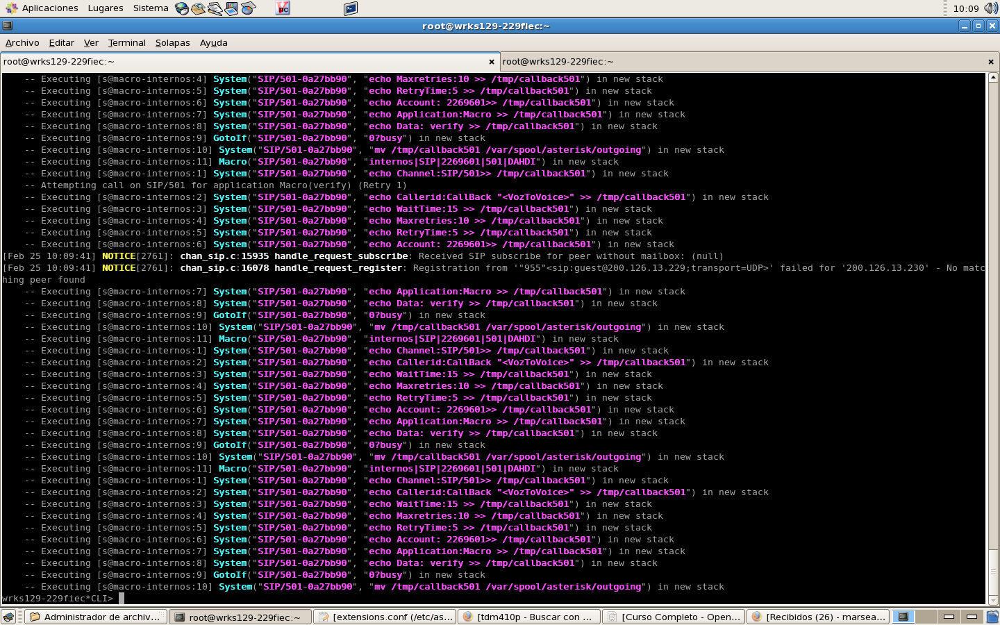 Aplicaciones Lugares Sistema 10:09
root@wrks129-229fiec:~
Archivo Editar Ver Terminal Solapas Ayuda
root@wrks129-229fiec:~ root@wrks129-229fiec:~
-- Executing [s@macro-internos:4] System("SIP/501-0a27bb90", "echo Maxretries:10 >> /tmp/callback501") in new stack
-- Executing [s@macro-internos:5] System("SIP/501-0a27bb90", "echo RetryTime:5 >> /tmp/callback501") in new stack
-- Executing [s@macro-internos:6] System("SIP/501-0a27bb90", "echo Account: 2269601>> /tmp/callback501") in new stack
-- Executing [s@macro-internos:7] System("SIP/501-0a27bb90", "echo Application:Macro >> /tmp/callback501") in new stack
-- Executing [s@macro-internos:8] System("SIP/501-0a27bb90", "echo Data: verify >> /tmp/callback501") in new stack
-- Executing [s@macro-internos:9] GotoIf("SIP/501-0a27bb90", "0?busy") in new stack
-- Executing [s@macro-internos:10] System("SIP/501-0a27bb90", "mv /tmp/callback501 /var/spool/asterisk/outgoing") in new stack
-- Executing [s@macro-internos:11] Macro("SIP/501-0a27bb90", "internos|SIP|2269601|501|DAHDI") in new stack
-- Executing [s@macro-internos:1] System("SIP/501-0a27bb90", "echo Channel:SIP/501>> /tmp/callback501") in new stack
-- Attempting call on SIP/501 for application Macro(verify) (Retry 1)
-- Executing [s@macro-internos:2] System("SIP/501-0a27bb90", "echo Callerid:CallBack "<VozToVoice>" >> /tmp/callback501") in new stack
-- Executing [s@macro-internos:3] System("SIP/501-0a27bb90", "echo WaitTime:15 >> /tmp/callback501") in new stack
-- Executing [s@macro-internos:4] System("SIP/501-0a27bb90", "echo Maxretries:10 >> /tmp/callback501") in new stack
-- Executing [s@macro-internos:5] System("SIP/501-0a27bb90", "echo RetryTime:5 >> /tmp/callback501") in new stack
-- Executing [s@macro-internos:6] System("SIP/501-0a27bb90", "echo Account: 2269601>> /tmp/callback501") in new stack
[Feb 25 10:09:41] NOTICE[2761]: chan_sip.c:15935 handle_request_subscribe: Received SIP subscribe for peer without mailbox: (null)
[Feb 25 10:09:41] NOTICE[2761]: chan_sip.c:16078 handle_request_register: Registration from '"955"<sip:guest@200.126.13.229;transport=UDP>' failed for '200.126.13.230' - No matc
hing peer found
-- Executing [s@macro-internos:7] System("SIP/501-0a27bb90", "echo Application:Macro >> /tmp/callback501") in new stack
-- Executing [s@macro-internos:8] System("SIP/501-0a27bb90", "echo Data: verify >> /tmp/callback501") in new stack
-- Executing [s@macro-internos:9] GotoIf("SIP/501-0a27bb90", "0?busy") in new stack
-- Executing [s@macro-internos:10] System("SIP/501-0a27bb90", "mv /tmp/callback501 /var/spool/asterisk/outgoing") in new stack
-- Executing [s@macro-internos:11] Macro("SIP/501-0a27bb90", "internos|SIP|2269601|501|DAHDI") in new stack
-- Executing [s@macro-internos:1] System("SIP/501-0a27bb90", "echo Channel:SIP/501>> /tmp/callback501") in new stack
-- Executing [s@macro-internos:2] System("SIP/501-0a27bb90", "echo Callerid:CallBack "<VozToVoice>" >> /tmp/callback501") in new stack
-- Executing [s@macro-internos:3] System("SIP/501-0a27bb90", "echo WaitTime:15 >> /tmp/callback501") in new stack
-- Executing [s@macro-internos:4] System("SIP/501-0a27bb90", "echo Maxretries:10 >> /tmp/callback501") in new stack
-- Executing [s@macro-internos:5] System("SIP/501-0a27bb90", "echo RetryTime:5 >> /tmp/callback501") in new stack
-- Executing [s@macro-internos:6] System("SIP/501-0a27bb90", "echo Account: 2269601>> /tmp/callback501") in new stack
-- Executing [s@macro-internos:7] System("SIP/501-0a27bb90", "echo Application:Macro >> /tmp/callback501") in new stack
-- Executing [s@macro-internos:8] System("SIP/501-0a27bb90", "echo Data: verify >> /tmp/callback501") in new stack
-- Executing [s@macro-internos:9] GotoIf("SIP/501-0a27bb90", "0?busy") in new stack
-- Executing [s@macro-internos:10] System("SIP/501-0a27bb90", "mv /tmp/callback501 /var/spool/asterisk/outgoing") in new stack
-- Executing [s@macro-internos:11] Macro("SIP/501-0a27bb90", "internos|SIP|2269601|501|DAHDI") in new stack
-- Executing [s@macro-internos:1] System("SIP/501-0a27bb90", "echo Channel:SIP/501>> /tmp/callback501") in new stack
-- Executing [s@macro-internos:2] System("SIP/501-0a27bb90", "echo Callerid:CallBack "<VozToVoice>" >> /tmp/callback501") in new stack
-- Executing [s@macro-internos:3] System("SIP/501-0a27bb90", "echo WaitTime:15 >> /tmp/callback501") in new stack
-- Executing [s@macro-internos:4] System("SIP/501-0a27bb90", "echo Maxretries:10 >> /tmp/callback501") in new stack
-- Executing [s@macro-internos:5] System("SIP/501-0a27bb90", "echo RetryTime:5 >> /tmp/callback501") in new stack
-- Executing [s@macro-internos:6] System("SIP/501-0a27bb90", "echo Account: 2269601>> /tmp/callback501") in new stack
-- Executing [s@macro-internos:7] System("SIP/501-0a27bb90", "echo Application:Macro >> /tmp/callback501") in new stack
-- Executing [s@macro-internos:8] System("SIP/501-0a27bb90", "echo Data: verify >> /tmp/callback501") in new stack
-- Executing [s@macro-internos:9] GotoIf("SIP/501-0a27bb90", "0?busy") in new stack
-- Executing [s@macro-internos:10] System("SIP/501-0a27bb90", "mv /tmp/callback501 /var/spool/asterisk/outgoing") in new stack
wrks129-229fiec*CLI>
Administrador de archiv... root@wrks129-229fiec:~ [extensions.conf (/etc/as... [tdm410p - Buscar con ... [Curso Completo - Open... [Recibidos (26) - marsea...